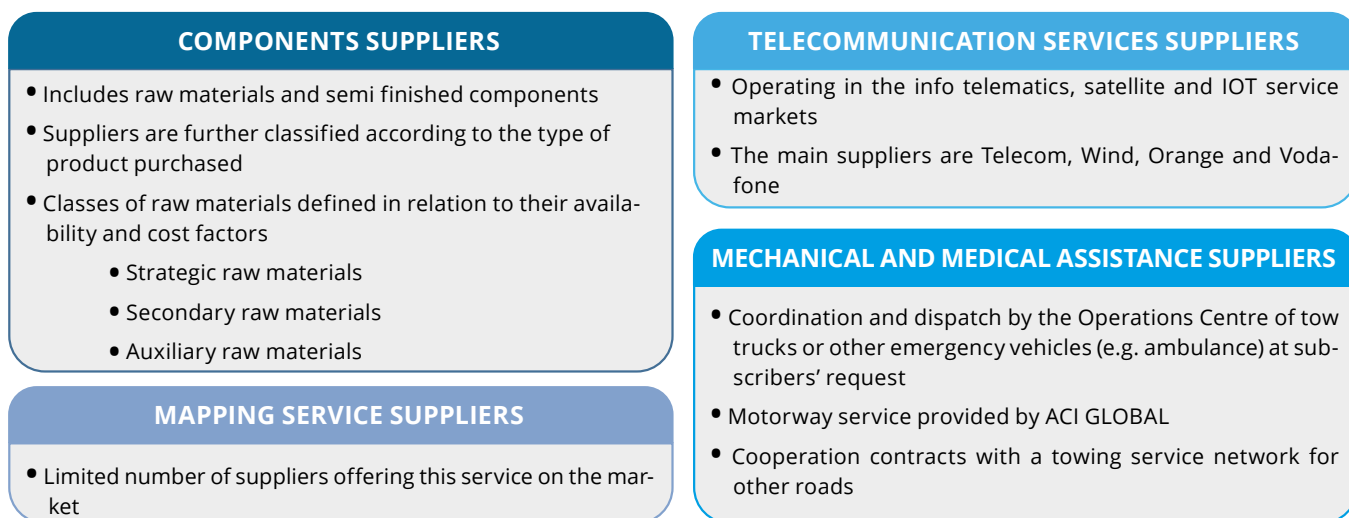 COMPONENTS SUPPLIERS
• Includes raw materials and semi finished components
• Suppliers are further classified according to the type of
product purchased
• Classes of raw materials defined in relation to their availa-
bility and cost factors
• Strategic raw materials
• Secondary raw materials
• Auxiliary raw materials
MAPPING SERVICE SUPPLIERS
• Limited number of suppliers offering this service on the mar-
ket
TELECOMMUNICATION SERVICES SUPPLIERS
• Operating in the info telematics, satellite and IOT service
markets
• The main suppliers are Telecom, Wind, Orange and Voda-
fone
MECHANICAL AND MEDICAL ASSISTANCE SUPPLIERS
• Coordination and dispatch by the Operations Centre of tow
trucks or other emergency vehicles (e.g. ambulance) at sub-
scribers' request
• Motorway service provided by ACI GLOBAL
• Cooperation contracts with a towing service network for
other roads